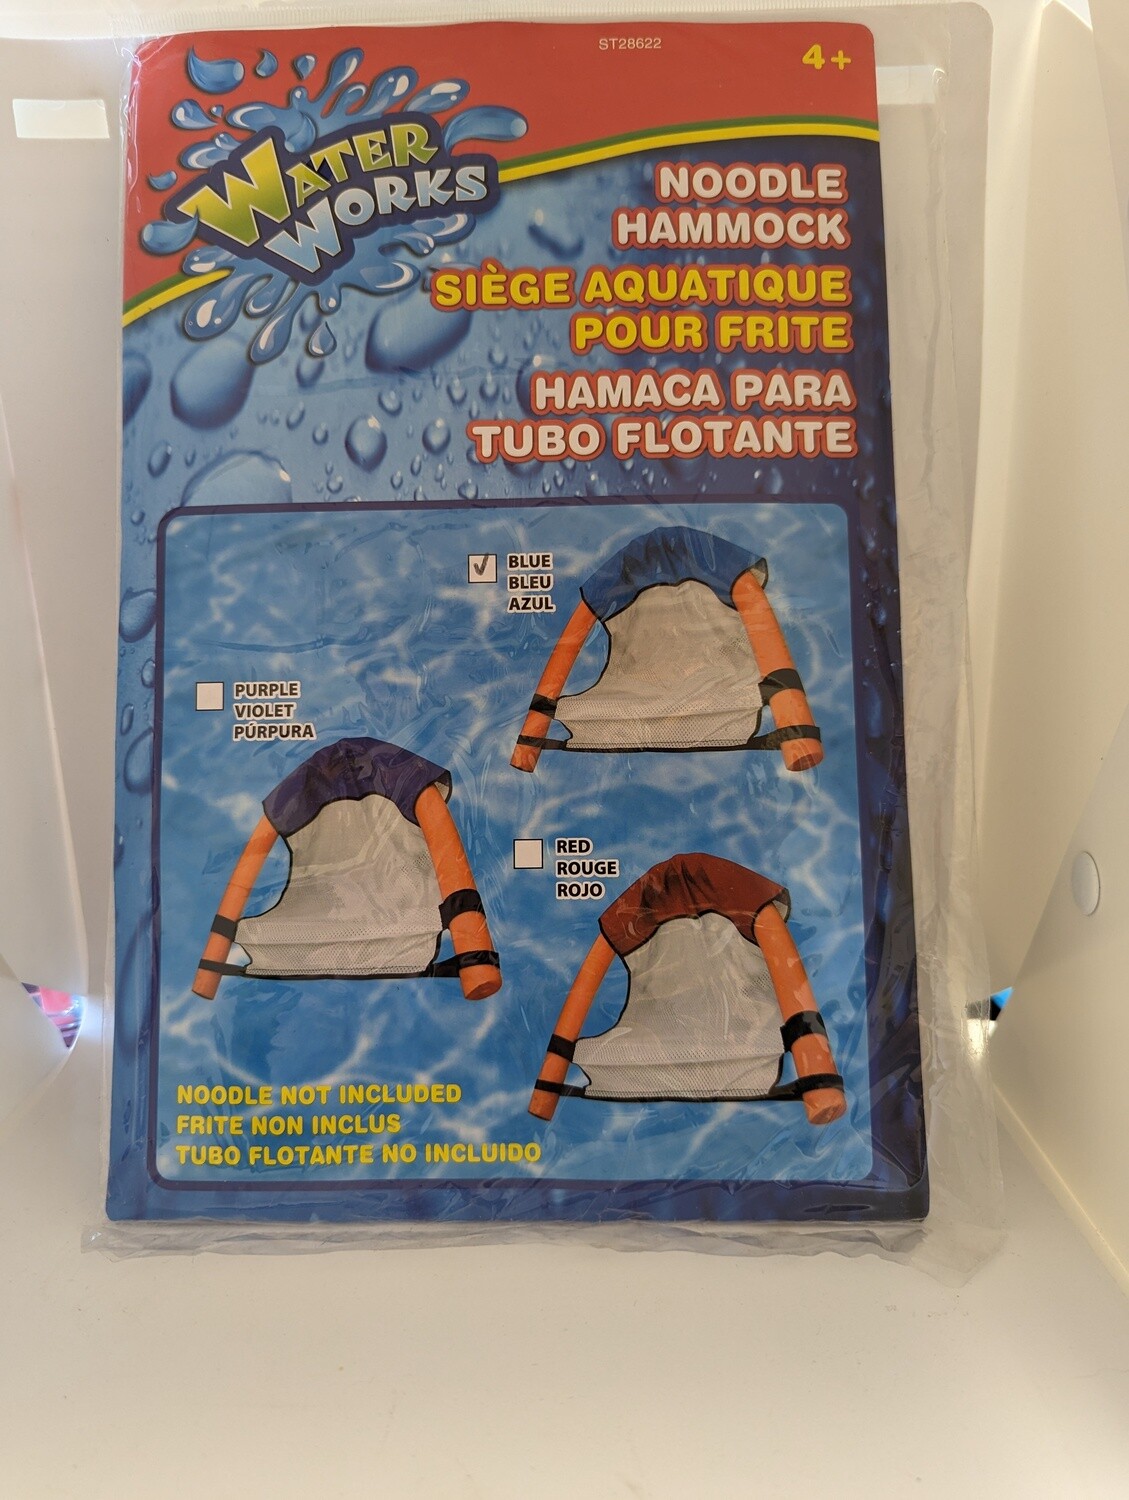 ST28622
4+
WATER
WORKS
NOODLE
HAMMOCK
SIÈGE AQUATIQUE
POUR FRITE
HAMACA PARA
TUBO FLOTANTE
BLUE
BLEU
AZUL
PURPLE
VIOLET
PÚRPURA
RED
ROUGE
ROJO
NOODLE NOT INCLUDED
FRITE NON INCLUS
TUBO FLOTANTE NO INCLUIDO